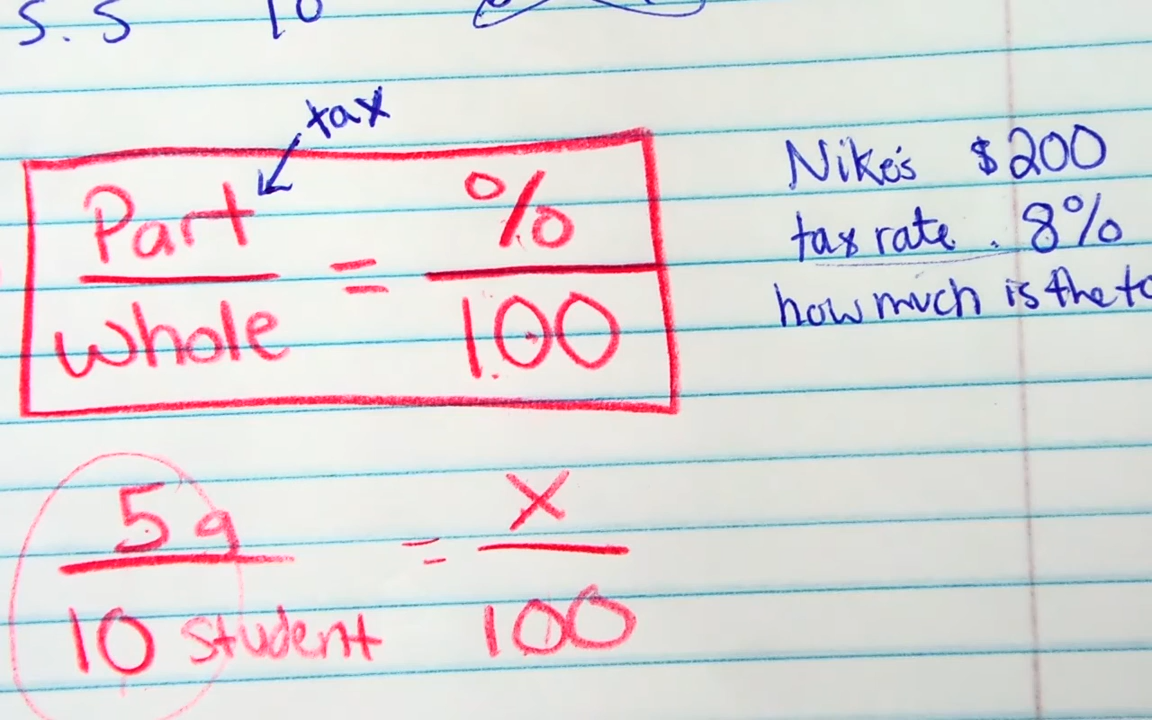 5.5 10
tax
Part % 
whole = 100
Nike's $200
tax rate . 8%
how much is the
5 g = X
10 student 100